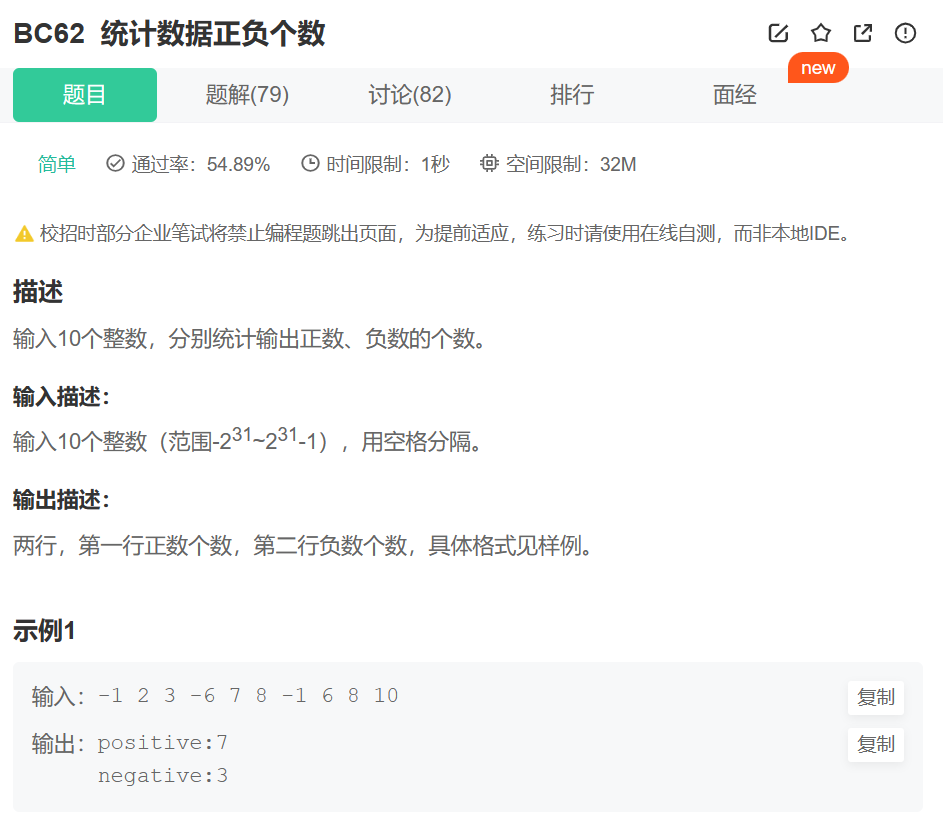 BC62 统计数据正负个数
new
题目 题解(79) 讨论(82) 排行 面经
简单 通过率：54.89% 时间限制：1秒 空间限制：32M
校招时部分企业笔试将禁止编程题跳出页面，为提前适应，练习时请使用在线自测，而非本地IDE。
描述
输入10个整数，分别统计输出正数、负数的个数。
输入描述：
输入10个整数（范围-2³¹~2³¹-1），用空格分隔。
输出描述：
两行，第一行正数个数，第二行负数个数，具体格式见样例。
示例1
输入：-1 2 3 -6 7 8 -1 6 8 10 复制
输出：positive:7 复制
negative:3